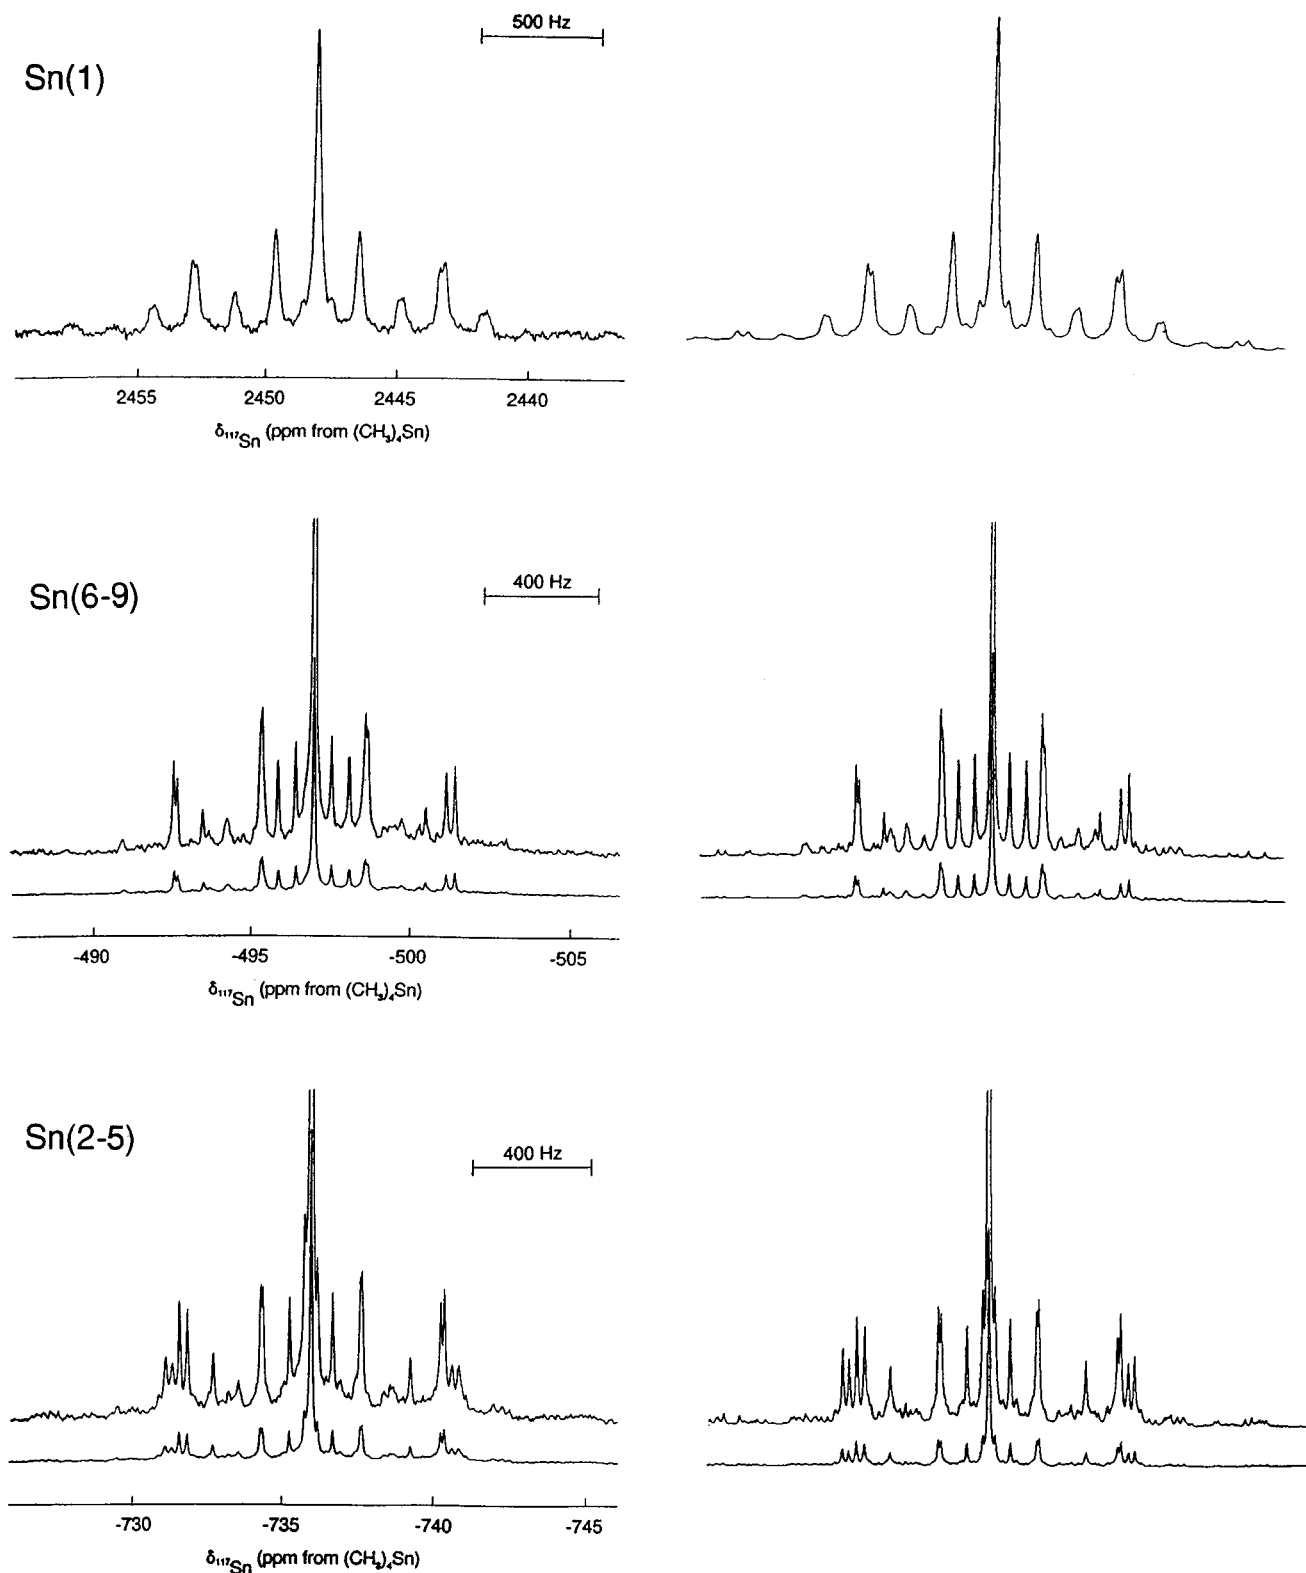 500 Hz
Sn(1)
2455 2450 2445 2440
δ₁₁₇Sn (ppm from (CH₃)₄Sn)
Sn(6-9)
400 Hz
-490 -495 -500 -505
δ₁₁₇Sn (ppm from (CH₃)₄Sn)
Sn(2-5)
400 Hz
-730 -735 -740 -745
δ₁₁₇Sn (ppm from (CH₃)₄Sn)